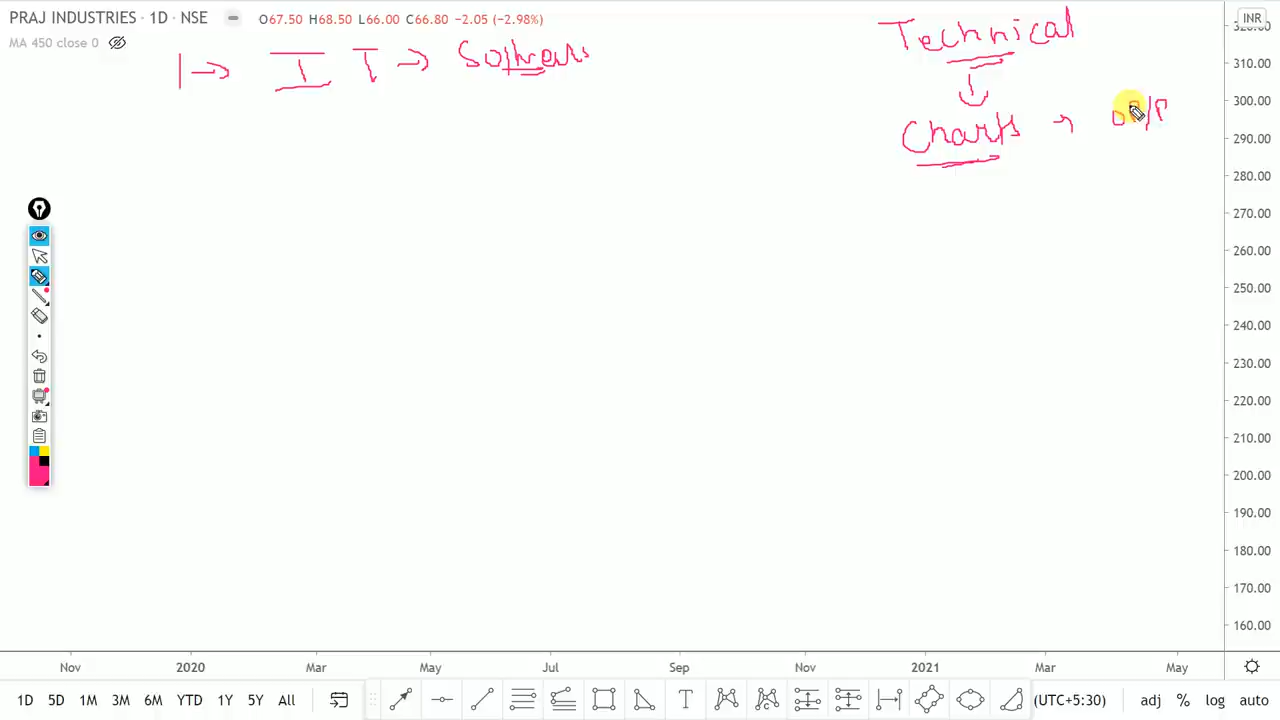 PRAJ INDUSTRIES · 1D · NSE O67.50 H68.50 L66.00 C66.80 −2.05 (−2.98%)
MA 450 close 0
Technical
1 → I T →
Charts →
INR
310.00
300.00
290.00
280.00
270.00
260.00
250.00
240.00
230.00
220.00
210.00
200.00
190.00
180.00
170.00
160.00
Nov 2020 Mar May Jul Sep Nov 2021 Mar May
1D 5D 1M 3M 6M YTD 1Y 5Y All (UTC+5:30) adj % log auto